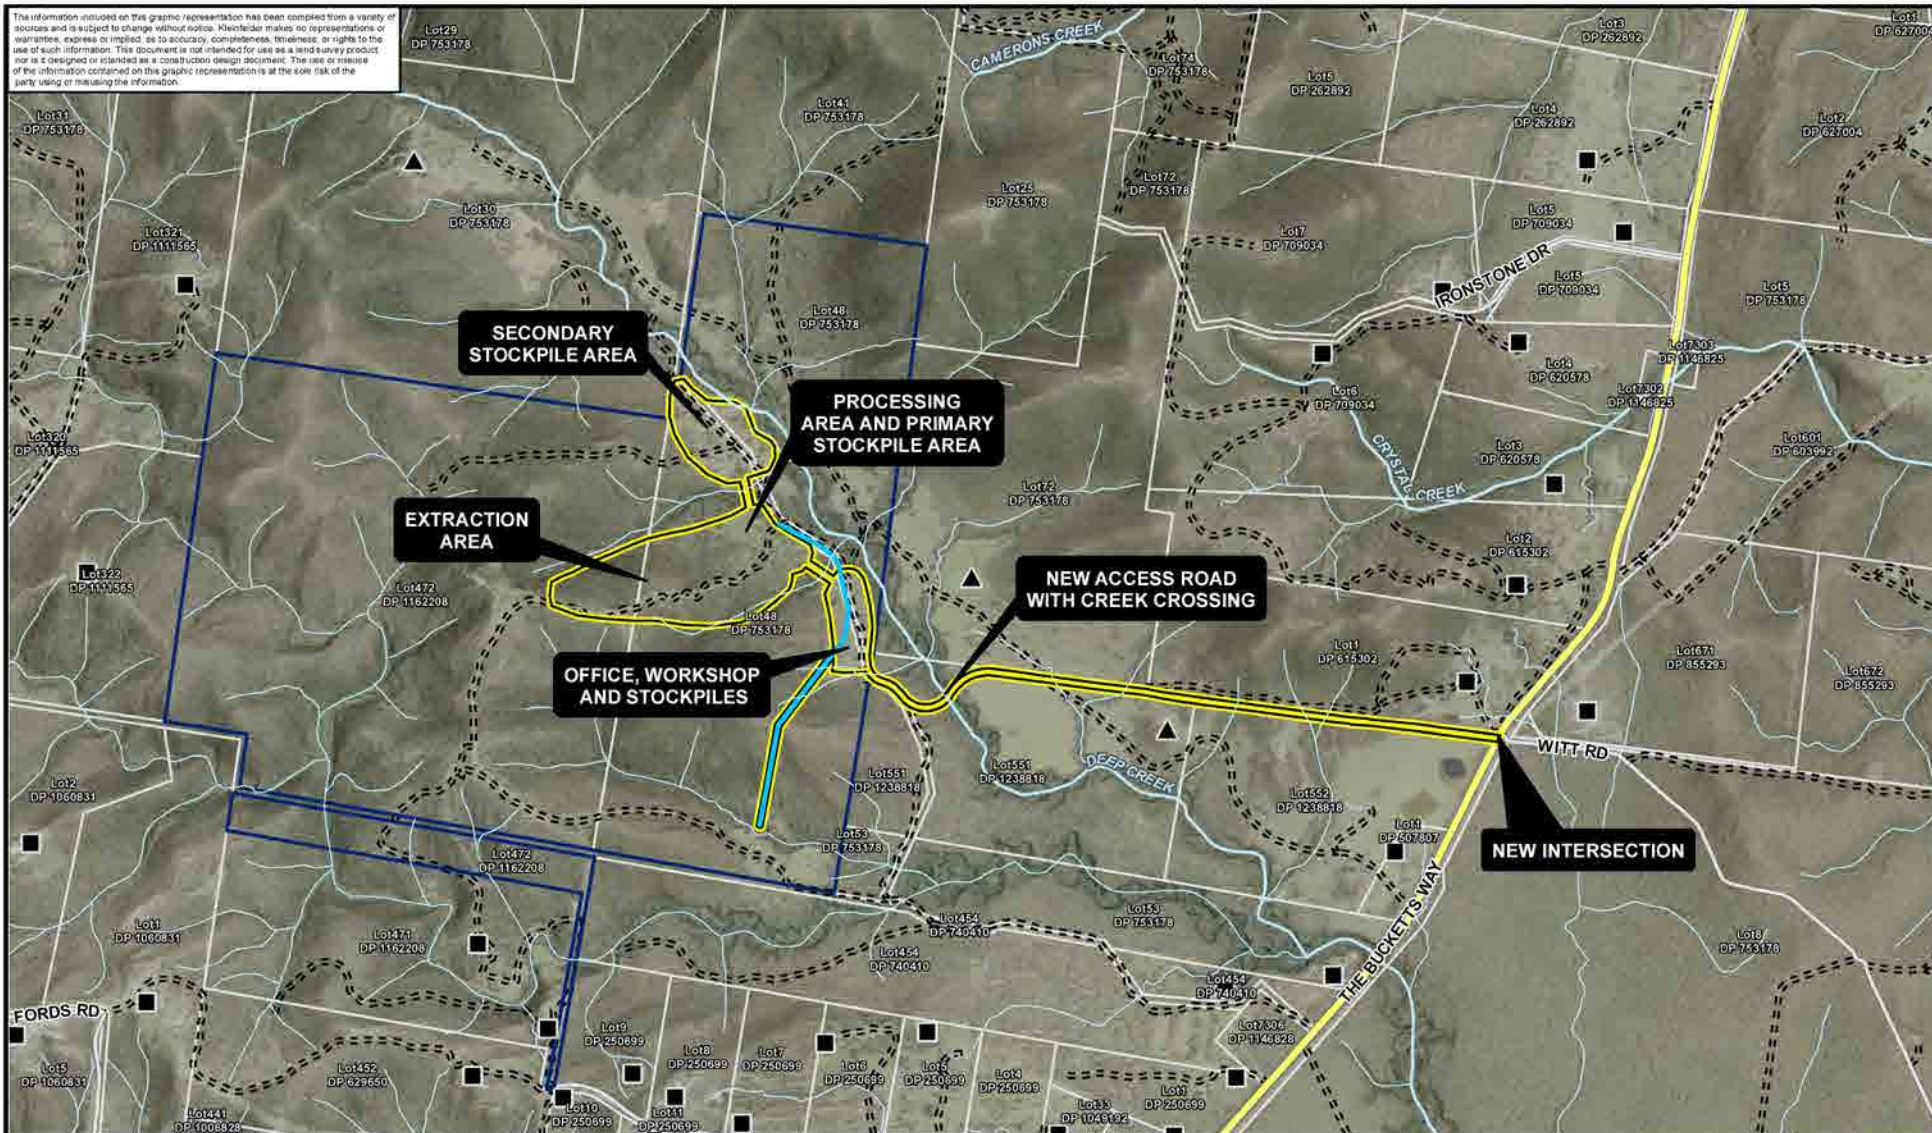 The information included on this graphic representation has been compiled from a variety of
sources and is subject to change without notice. Kleinfelder makes no representations or
warranties, express or implied, as to accuracy, completeness, timeliness, or rights to the
use of such information. This document is not intended for use as a land survey product
nor is it designed or intended as a construction design document. The use or misuse
of the information contained on this graphic representation is at the sole risk of the
party using or misusing the information.
Lot29
DP 753178
CAMERONS CREEK
Lot74
DP 753178
Lot3
DP 262892
Lot1
DP 627004
Lot5
DP 262892
Lot31
DP 753178
Lot41
DP 753178
Lot4
DP 262892
Lot2
DP 627004
Lot30
DP 753178
Lot25
DP 753178
Lot72
DP 753178
Lot321
DP 1111565
Lot7
DP 709034
Lot5
DP 709034
IRONSTONE DR
Lot5
DP 709034
Lot5
DP 753178
Lot48
DP 753178
SECONDARY
STOCKPILE AREA
Lot7303
DP 1146825
Lot4
DP 620578
Lot7302
DP 1146825
Lot6
DP 709034
PROCESSING
AREA AND PRIMARY
STOCKPILE AREA
Lot320
DP 1111565
Lot3
DP 620578
Lot601
DP 603992
CRYSTAL CREEK
Lot72
DP 753178
EXTRACTION
AREA
Lot2
DP 615302
Lot322
DP 1111565
Lot472
DP 1162208
NEW ACCESS ROAD
WITH CREEK CROSSING
Lot48
DP 753178
Lot1
DP 615302
Lot671
DP 855293
Lot672
DP 855293
OFFICE, WORKSHOP
AND STOCKPILES
WITT RD
Lot2
DP 1060831
Lot551
DP 1238818
Lot551
DP 1238818
DEEP CREEK
Lot552
DP 1238818
Lot1
DP 507807
Lot53
DP 753178
NEW INTERSECTION
Lot472
DP 1162208
THE BUCKETTS WAY
Lot1
DP 1060831
Lot471
DP 1162208
Lot454
DP 740410
Lot53
DP 753178
Lot8
DP 753178
Lot454
DP 740410
Lot454
DP 740410
FORDS RD
Lot9
DP 250699
Lot7306
DP 1146828
Lot5
DP 1060831
Lot452
DP 629650
Lot8
DP 250699
Lot7
DP 250699
Lot6
DP 250699
Lot5
DP 250699
Lot4
DP 250699
Lot1
DP 250699
Lot441
DP 1006828
Lot10
DP 250699
Lot11
DP 250699
Lot33
DP 1049192